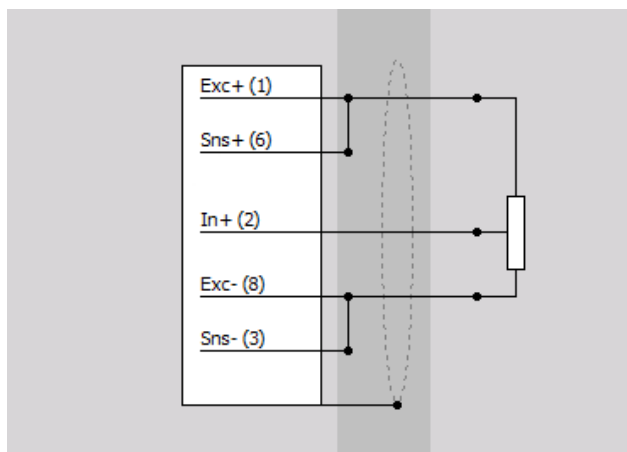 Exc+ (1)
Sns+ (6)
In+ (2)
Exc- (8)
Sns- (3)